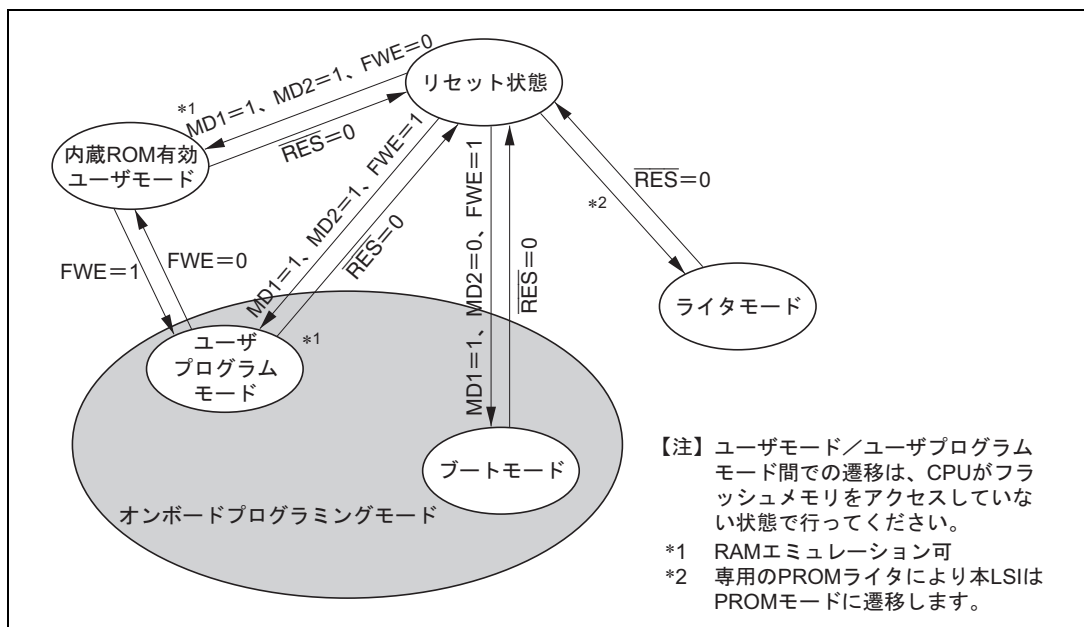 リセット状態
*1
MD1=1、MD2=1、FWE=0
RES=0
内蔵ROM有効
ユーザモード
MD1=1、MD2=1、FWE=1
RES=0
MD1=1、MD2=0、FWE=1
RES=0
RES=0
*2
FWE=1
FWE=0
ライタモード
ユーザ
プログラム
モード
*1
ブートモード
オンボードプログラミングモード
【注】ユーザモード/ユーザプログラム
モード間での遷移は、CPUがフラ
ッシュメモリをアクセスしていな
い状態で行ってください。
*1 RAMエミュレーション可
*2 専用のPROMライタにより本LSIは
PROMモードに遷移します。